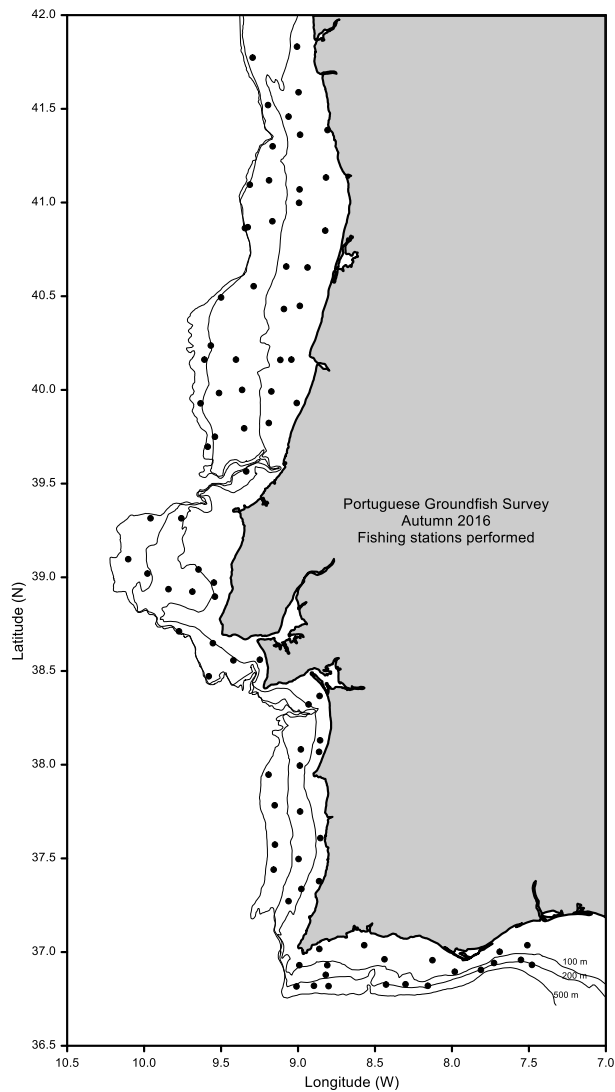 42.0
41.5
41.0
40.5
40.0
39.5
39.0
38.5
38.0
37.5
37.0
36.5
Latitude (N)
Portuguese Groundfish Survey
Autumn 2016
Fishing stations performed
100 m
200 m
500 m
10.5 10.0 9.5 9.0 8.5 8.0 7.5 7.0
Longitude (W)